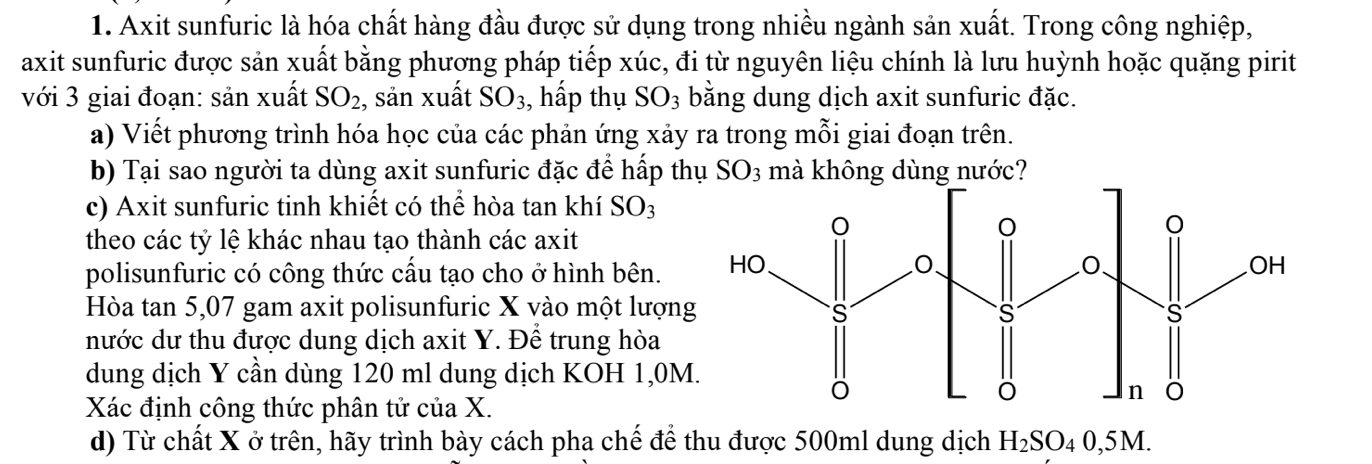 1. Axit sunfuric là hóa chất hàng đầu được sử dụng trong nhiều ngành sản xuất. Trong công nghiệp,
axit sunfuric được sản xuất bằng phương pháp tiếp xúc, đi từ nguyên liệu chính là lưu huỳnh hoặc quặng pirit
với 3 giai đoạn: sản xuất SO₂, sản xuất SO₃, hấp thụ SO₃ bằng dung dịch axit sunfuric đặc.
a) Viết phương trình hóa học của các phản ứng xảy ra trong mỗi giai đoạn trên.
b) Tại sao người ta dùng axit sunfuric đặc để hấp thụ SO₃ mà không dùng nước?
c) Axit sunfuric tinh khiết có thể hòa tan khí SO₃
theo các tỷ lệ khác nhau tạo thành các axit
polisunfuric có công thức cấu tạo cho ở hình bên.
Hòa tan 5,07 gam axit polisunfuric X vào một lượng
nước dư thu được dung dịch axit Y. Để trung hòa
dung dịch Y cần dùng 120 ml dung dịch KOH 1,0M.
Xác định công thức phân tử của X.
O O O
HO O O OH
S S S
O O n O
d) Từ chất X ở trên, hãy trình bày cách pha chế để thu được 500ml dung dịch H₂SO₄ 0,5M.